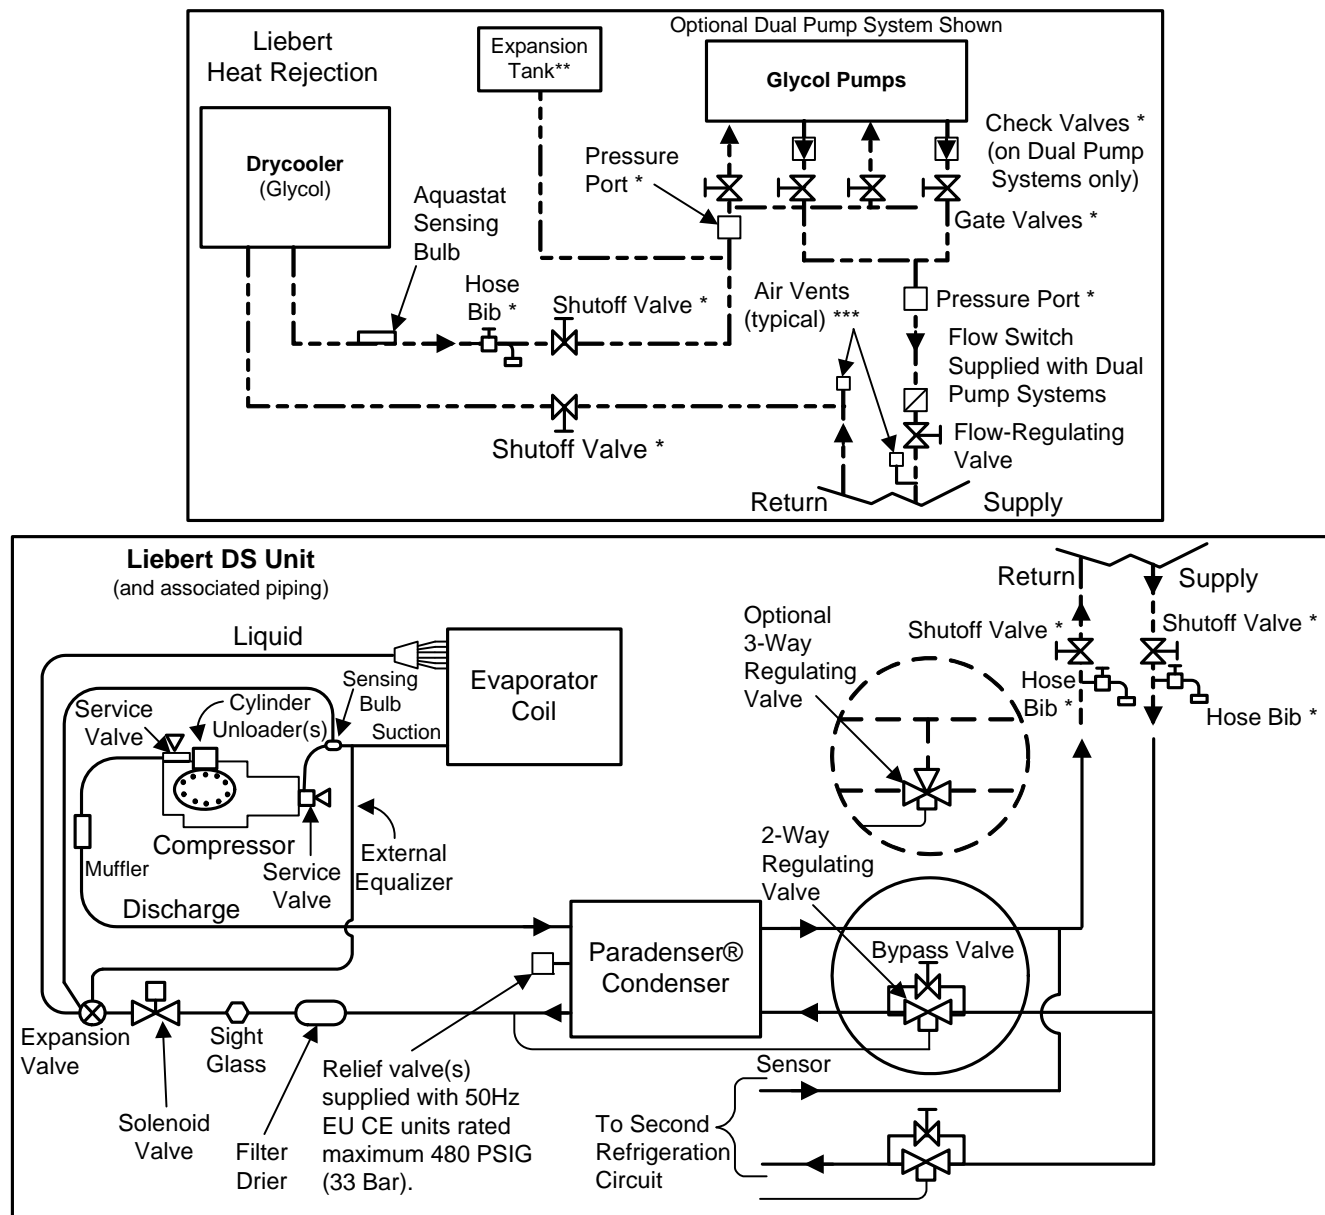 Liebert
Heat Rejection
Expansion
Tank**
Optional Dual Pump System Shown
Glycol Pumps
Drycooler
(Glycol)
Aquastat
Sensing
Bulb
Pressure
Port *
Check Valves *
(on Dual Pump
Systems only)
Gate Valves *
Hose
Bib *
Shutoff Valve *
Air Vents
(typical) ***
Pressure Port *
Flow Switch
Supplied with Dual
Pump Systems
Shutoff Valve *
Flow-Regulating
Valve
Return
Supply
Liebert DS Unit
(and associated piping)
Return
Supply
Liquid
Evaporator
Coil
Optional
3-Way
Regulating
Valve
Shutoff Valve *
Shutoff Valve *
Sensing
Bulb
Service
Valve
Cylinder
Unloader(s)
Suction
Hose
Bib *
Hose Bib *
Compressor
Muffler
Service
Valve
External
Equalizer
2-Way
Regulating
Valve
Discharge
Paradenser®
Condenser
Bypass Valve
Expansion
Valve
Sight
Glass
Solenoid
Valve
Filter
Drier
Relief valve(s)
supplied with 50Hz
EU CE units rated
maximum 480 PSIG
(33 Bar).
Sensor
To Second
Refrigeration
Circuit